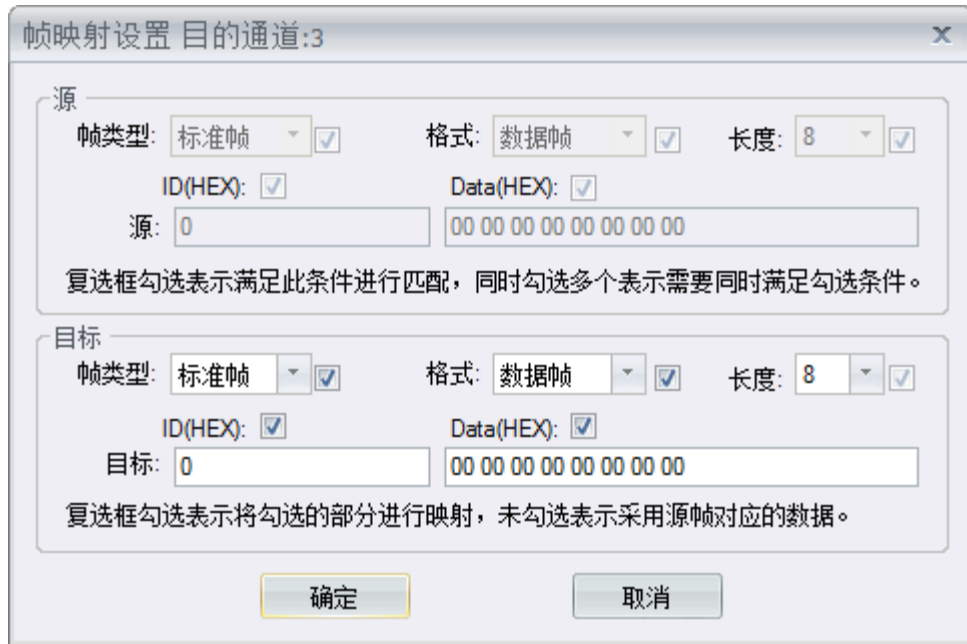 帧映射设置 目的通道:3
源
帧类型: 标准帧 格式: 数据帧 长度: 8
ID(HEX): Data(HEX):
源: 0 00 00 00 00 00 00 00 00
复选框勾选表示满足此条件进行匹配，同时勾选多个表示需要同时满足勾选条件。
目标
帧类型: 标准帧 格式: 数据帧 长度: 8
ID(HEX): Data(HEX):
目标: 0 00 00 00 00 00 00 00 00
复选框勾选表示将勾选的部分进行映射，未勾选表示采用源帧对应的数据。
确定 取消